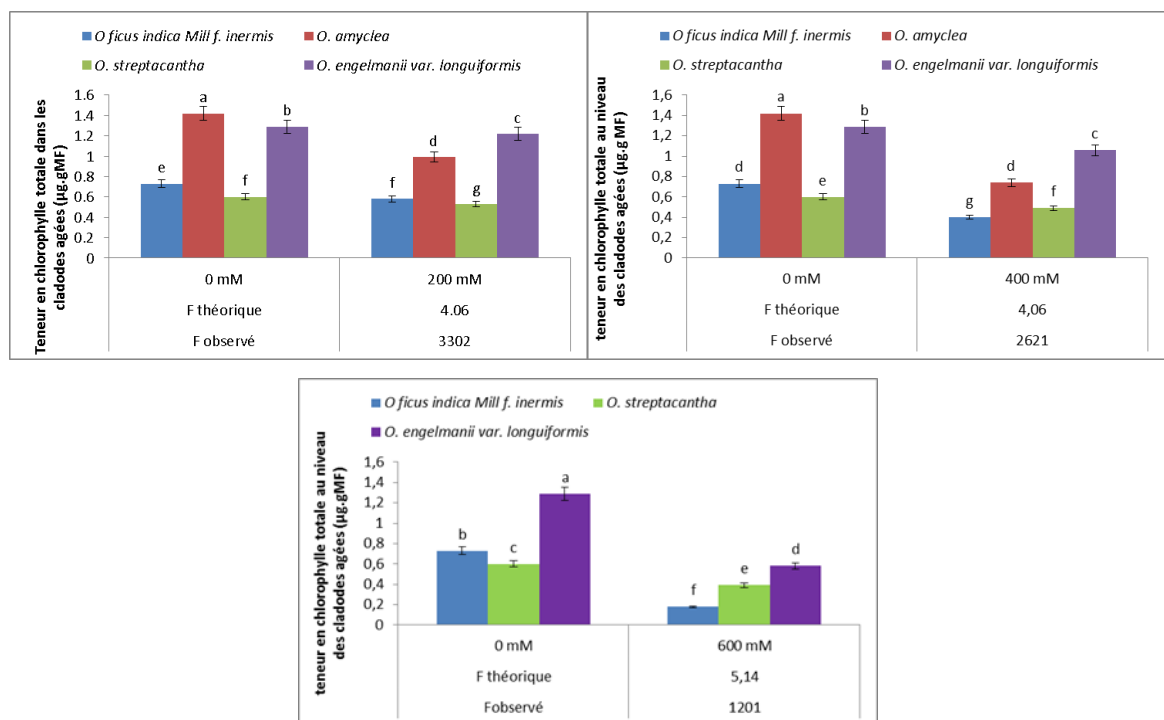 O ficus indica Mill f. inermis
O. amyclea
O. streptacantha
O. engelmanii var. longuiformis
Teneur en chlorophylle totale dans les
cladodes agées (µg.gMF)
1.6
1.4
1.2
1
0.8
0.6
0.4
0.2
0
e
a
f
b
f
d
g
c
0 mM
200 mM
F théorique
4.06
F observé
3302
O ficus indica Mill f. inermis
O. amyclea
O. streptacantha
O. engelmanii var. longuiformis
teneur en chlorophylle totale au niveau
des cladodes agées (µg.g MF)
1,6
1,4
1,2
1
0,8
0,6
0,4
0,2
0
d
a
e
b
g
d
f
c
0 mM
400 mM
F théorique
4,06
F observé
2621
O ficus indica Mill f. inermis
O. streptacantha
O. engelmanii var. longuiformis
teneur en chlorophylle totale au niveau
des cladodes agées (µg.gMF)
1,6
1,4
1,2
1
0,8
0,6
0,4
0,2
0
b
c
a
f
e
d
0 mM
600 mM
F théorique
5,14
Fobservé
1201